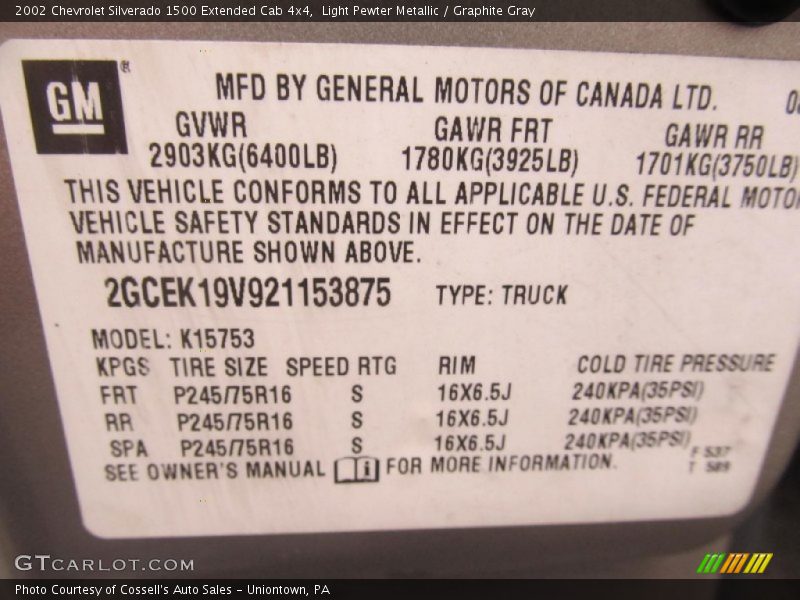 2002 Chevrolet Silverado 1500 Extended Cab 4x4, Light Pewter Metallic / Graphite Gray
GM®
MFD BY GENERAL MOTORS OF CANADA LTD.
GVWR GAWR FRT GAWR RR
2903KG(6400LB) 1780KG(3925LB) 1701KG(3750LB)
THIS VEHICLE CONFORMS TO ALL APPLICABLE U.S. FEDERAL MOTO
VEHICLE SAFETY STANDARDS IN EFFECT ON THE DATE OF
MANUFACTURE SHOWN ABOVE.
2GCEK19V921153875 TYPE: TRUCK
MODEL: K15753
KPGS TIRE SIZE SPEED RTG RIM COLD TIRE PRESSURE
FRT P245/75R16 S 16X6.5J 240KPA(35PSI)
RR P245/75R16 S 16X6.5J 240KPA(35PSI)
SPA P245/75R16 S 16X6.5J 240KPA(35PSI)
SEE OWNER'S MANUAL i FOR MORE INFORMATION.
F 537
T 589
GTCARLOT.COM
Photo Courtesy of Cossell's Auto Sales - Uniontown, PA